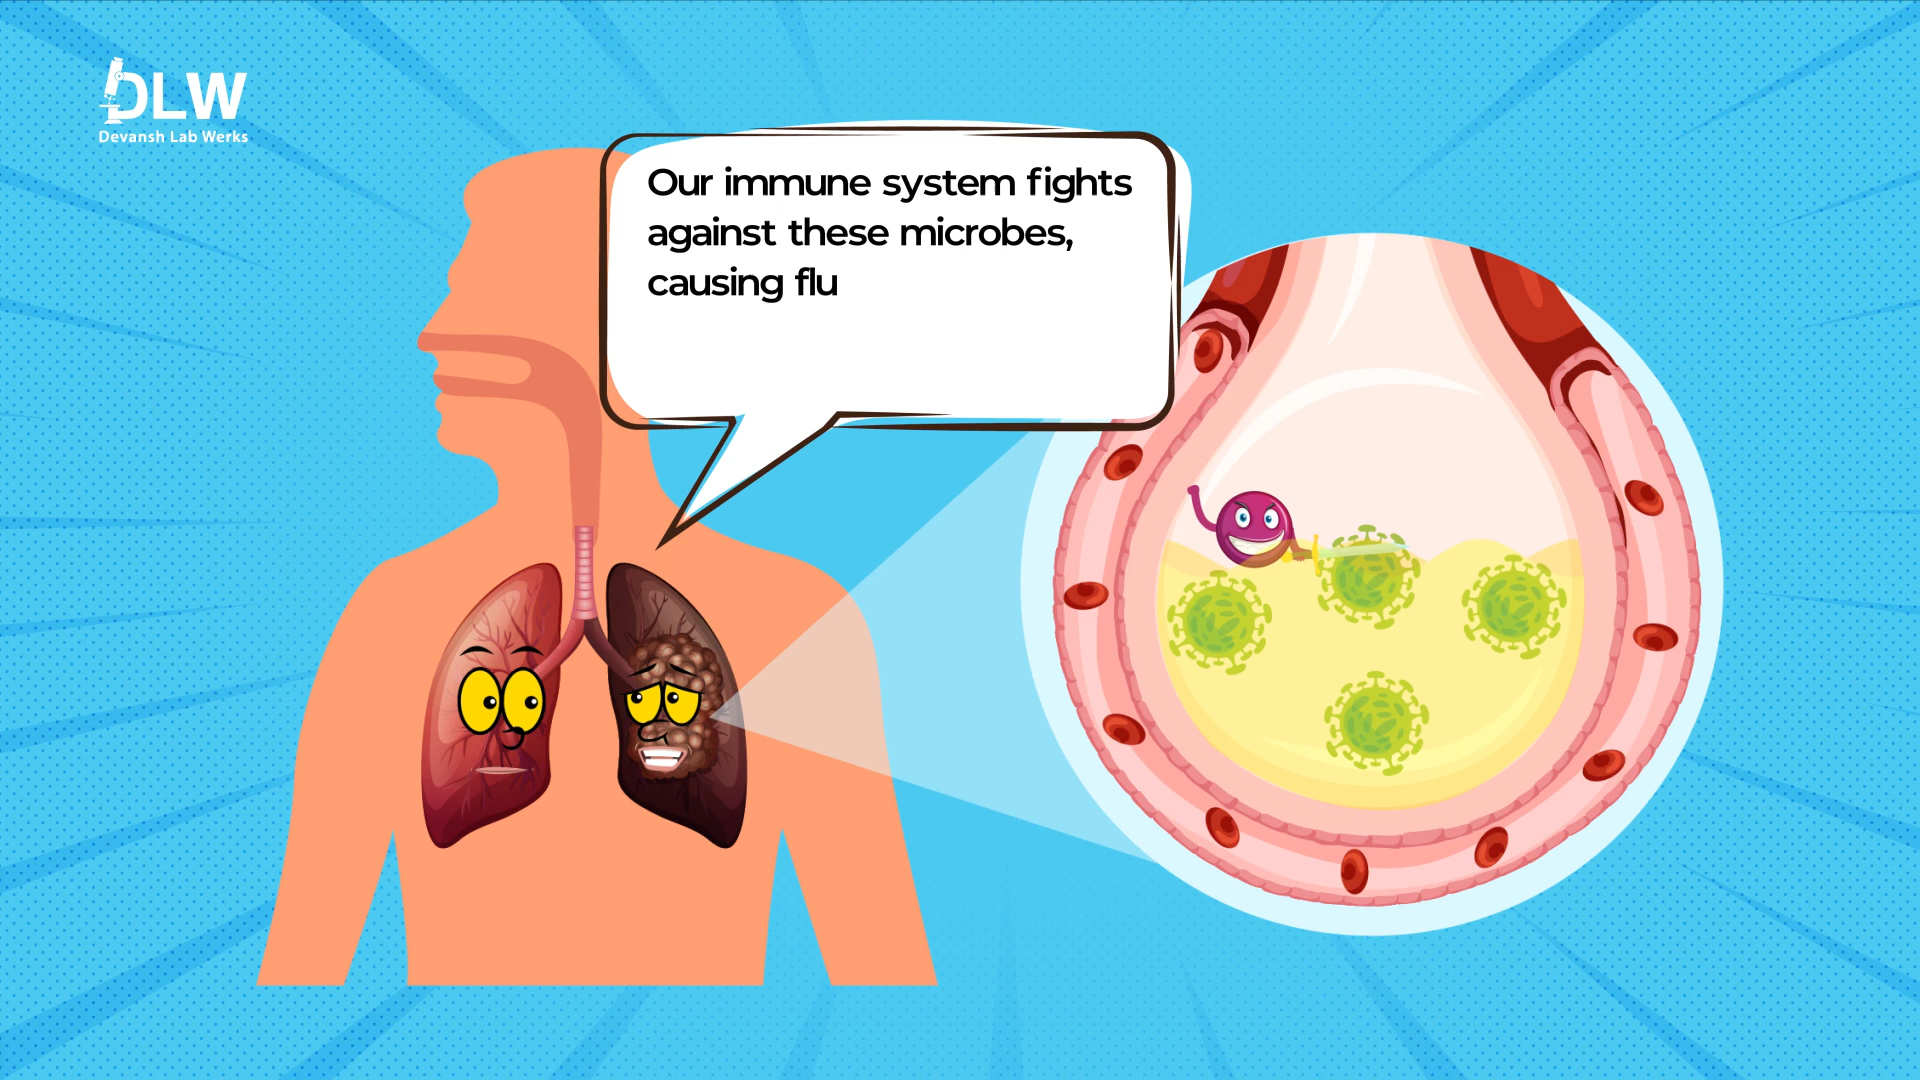 DLW
Devansh Lab Werks
Our immune system fights
against these microbes,
causing flu